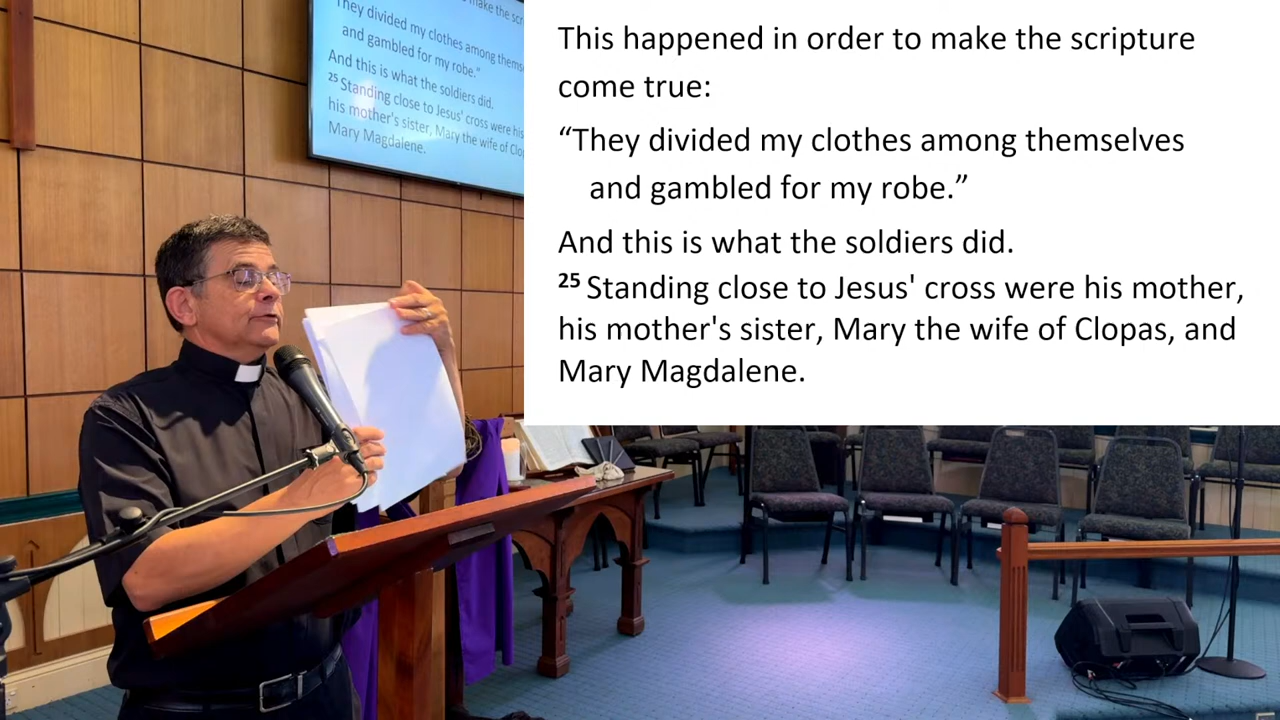 make the scr
They divided my clothes among thems
and gambled for my robe."
And this is what the soldiers did.
25 Standing close to Jesus' cross were his
his mother's sister, Mary the wife of Clop
Mary Magdalene.
This happened in order to make the scripture
come true:
“They divided my clothes among themselves
and gambled for my robe.”
And this is what the soldiers did.
25 Standing close to Jesus' cross were his mother,
his mother's sister, Mary the wife of Clopas, and
Mary Magdalene.